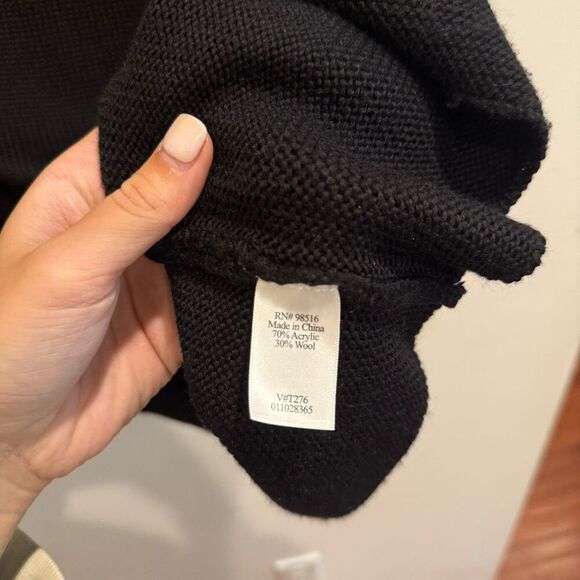 RN# 98516
Made in China
70% Acrylic
30% Wool
V#T276
011028365